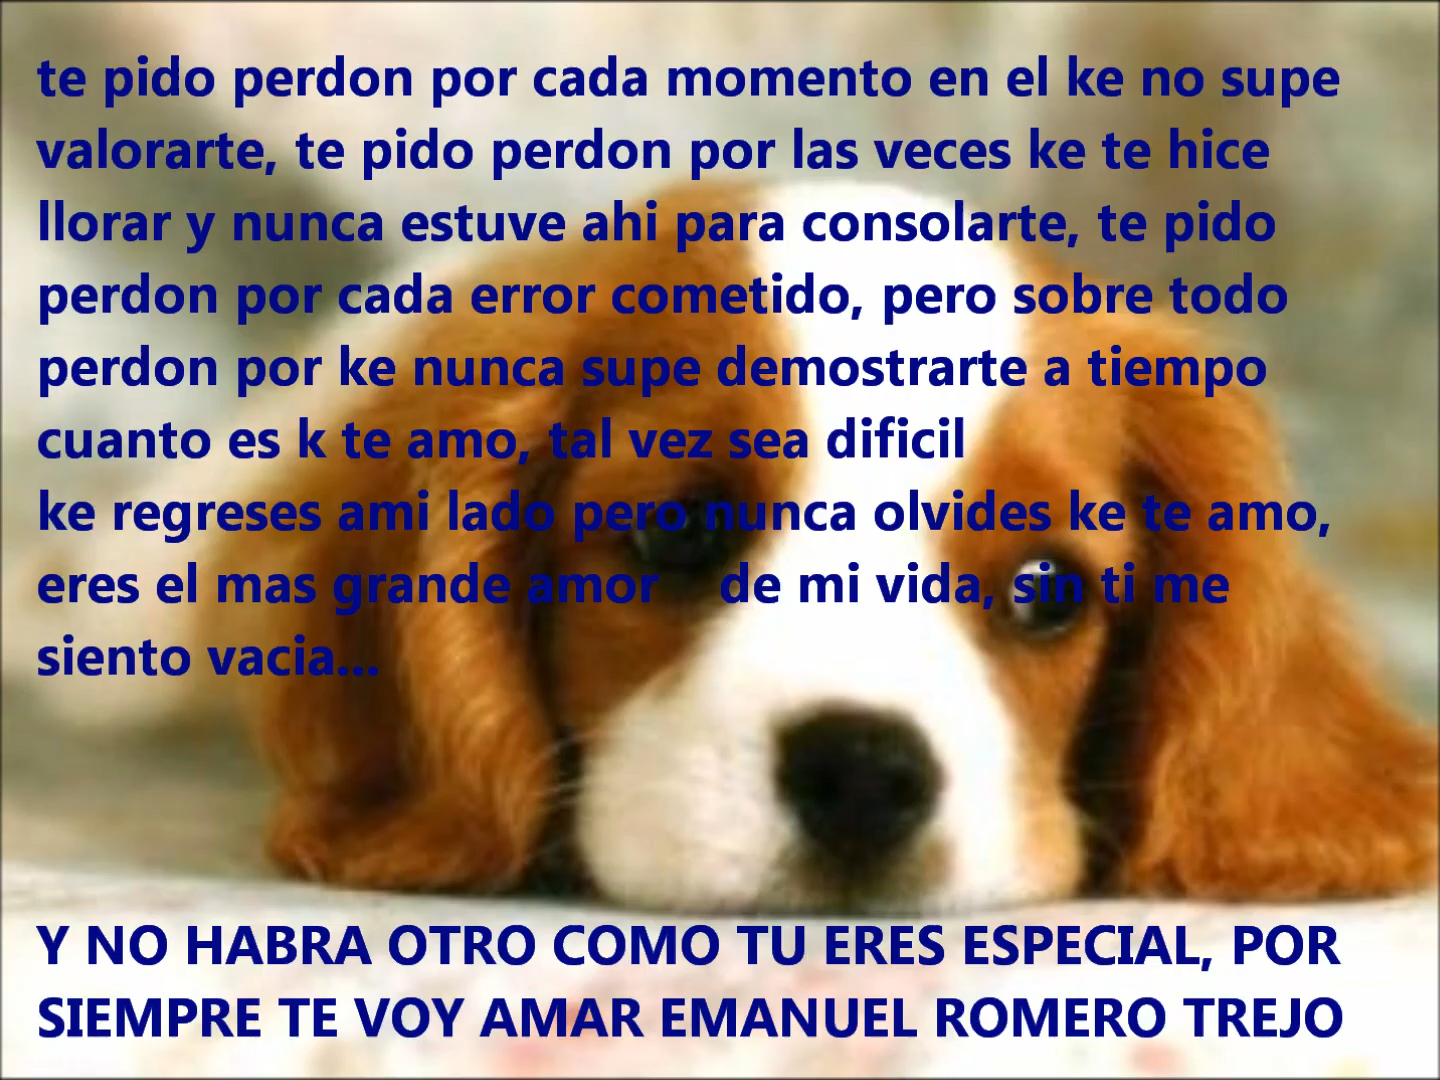 te pido perdon por cada momento en el ke no supe
valorarte, te pido perdon por las veces ke te hice
llorar y nunca estuve ahi para consolarte, te pido
perdon por cada error cometido, pero sobre todo
perdon por ke nunca supe demostrarte a tiempo
cuanto es k te amo, tal vez sea dificil
ke regreses ami lado pero nunca olvides ke te amo,
eres el mas grande amor de mi vida, sin ti me
siento vacia...
Y NO HABRA OTRO COMO TU ERES ESPECIAL, POR
SIEMPRE TE VOY AMAR EMANUEL ROMERO TREJO